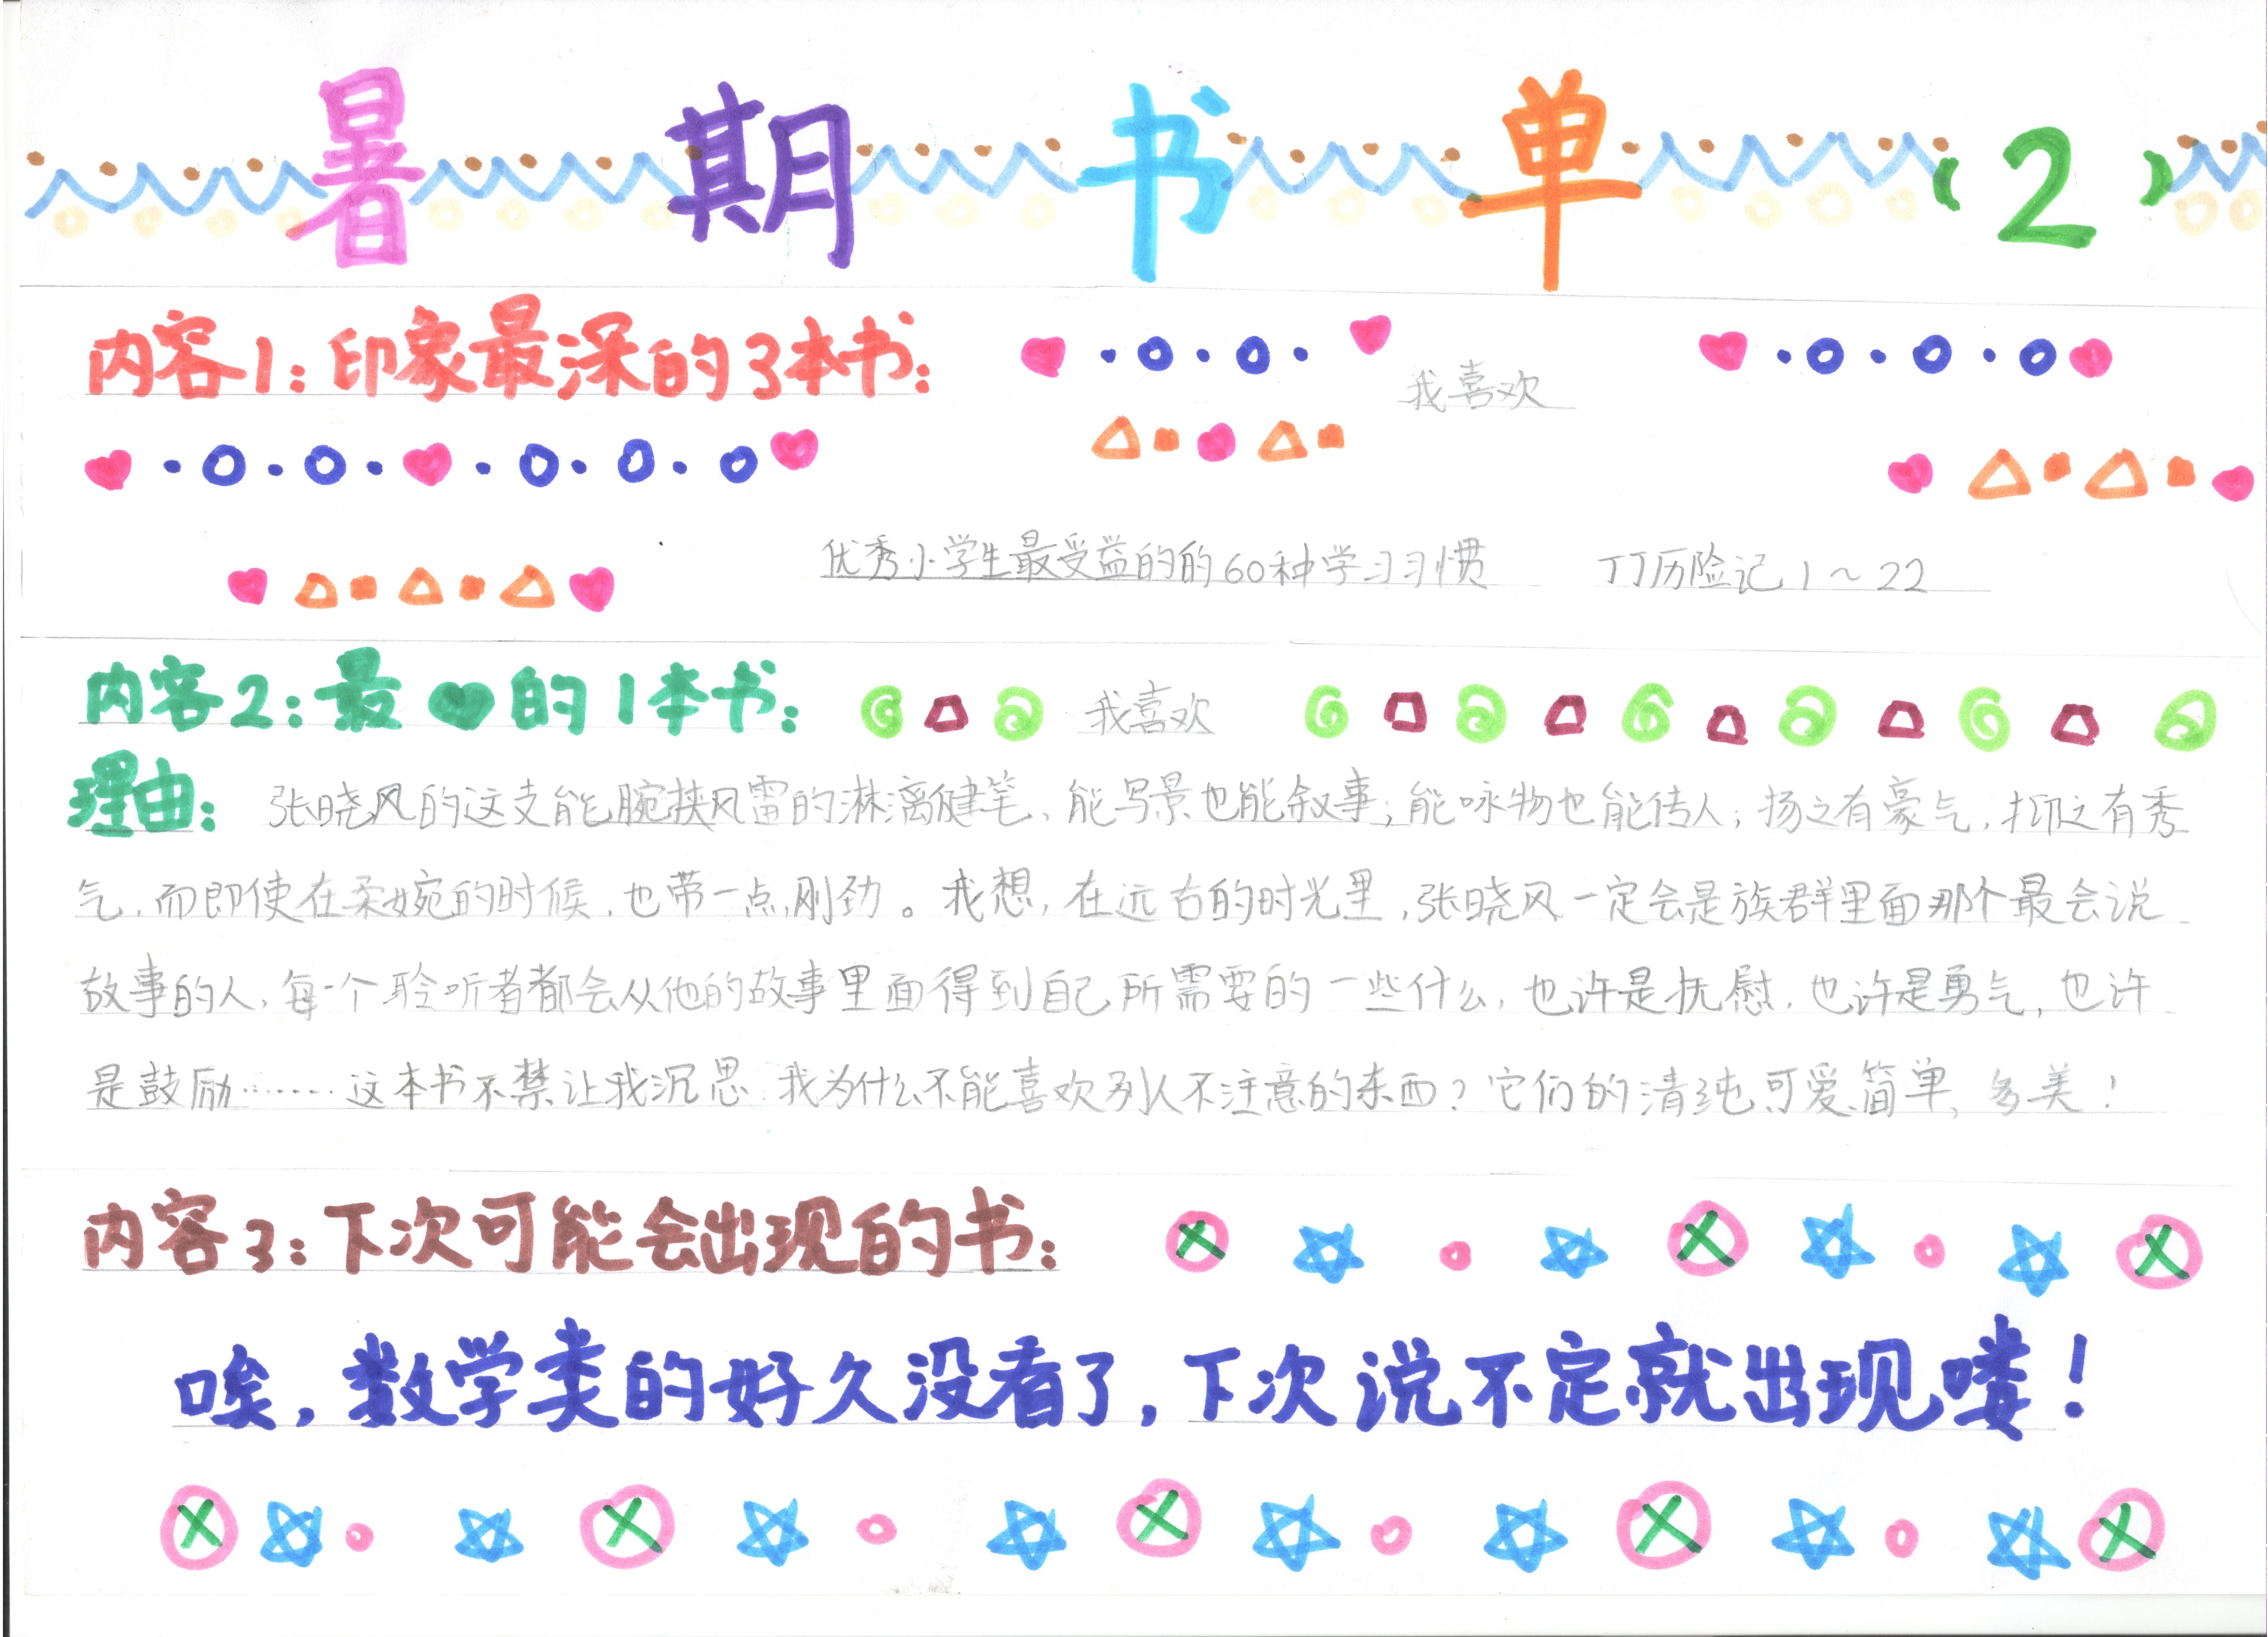 暑期书单（2）
内容1：印象最深的3本书：
我喜欢
优秀小学生最受益的的60种学习习惯 丁丁历险记1～22
内容2：最♥的1本书： 我喜欢
理由： 张晓风的这支能腕挟风雷的淋漓健笔、能写景也能叙事；能咏物也能传人；扬之有豪气，抑之有秀
气，而即使在柔婉的时候，也带一点刚劲。我想，在远古的时光里，张晓风一定会是族群里面那个最会说
故事的人，每一个聆听者都会从他的故事里面得到自己所需要的一些什么，也许是抚慰，也许是勇气，也许
是鼓励……这本书不禁让我沉思：我为什么不能喜欢别人不注意的东西？它们的清纯、可爱、简单，多美！
内容3：下次可能会出现的书：
唉，数学类的好久没看了，下次说不定就出现喽！